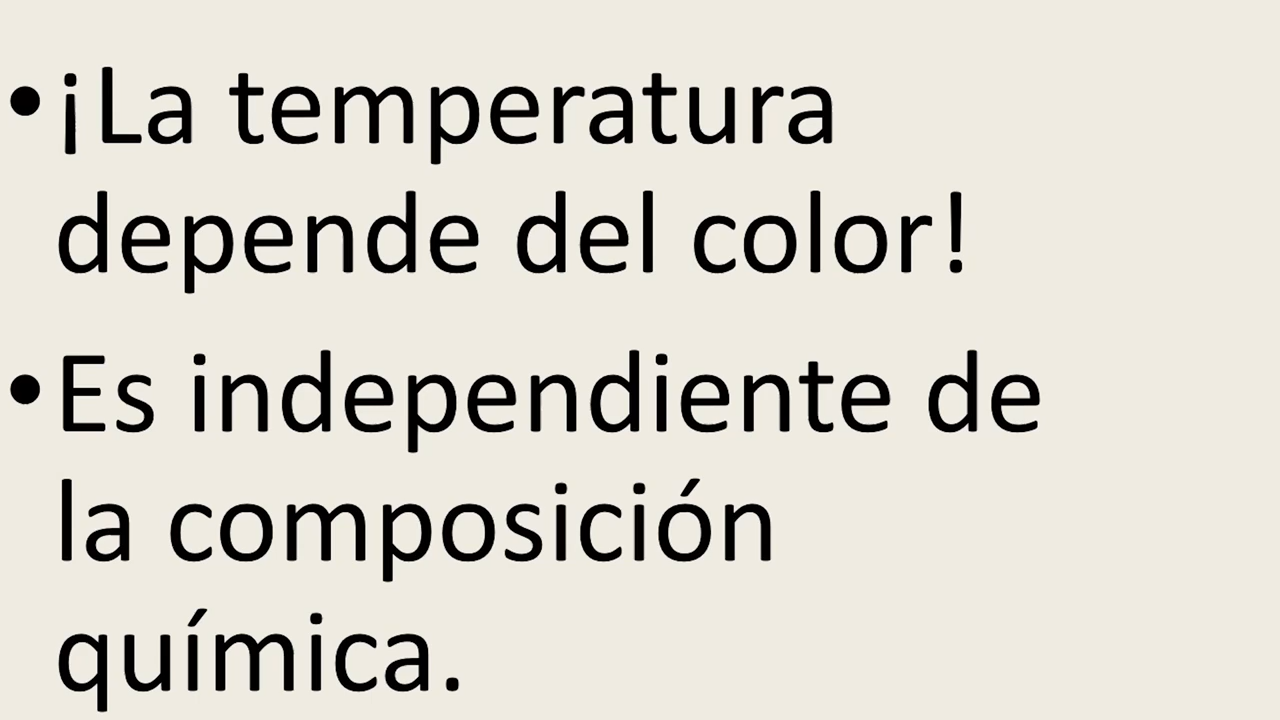 •¡La temperatura
depende del color!
•Es independiente de
la composición
química.